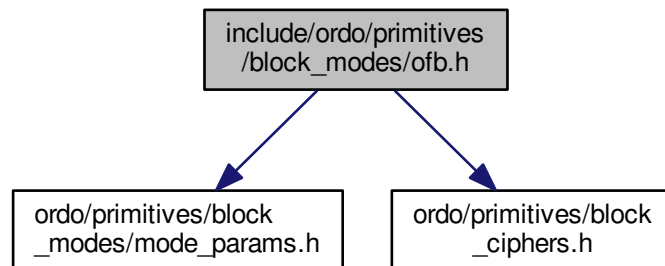 include/ordo/primitives
/block_modes/ofb.h
ordo/primitives/block
_modes/mode_params.h
ordo/primitives/block
_ciphers.h